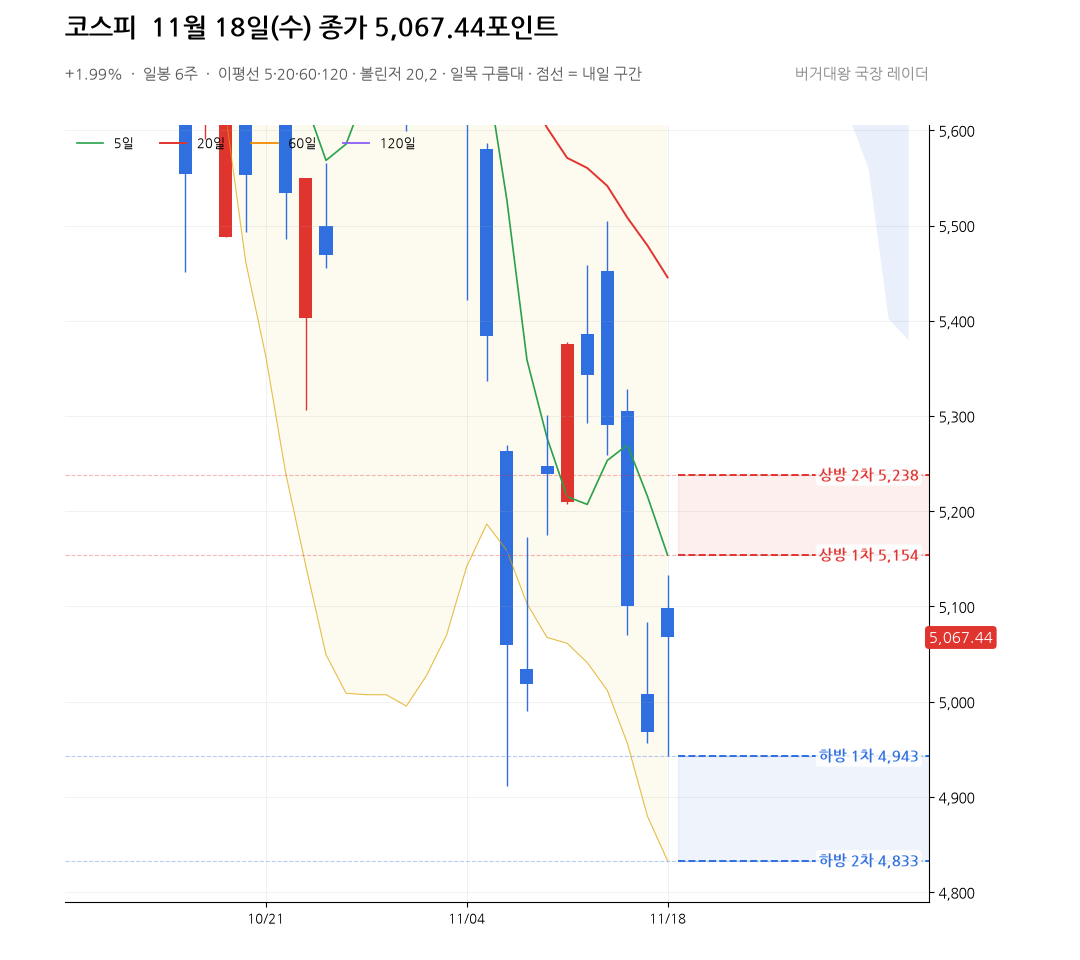 코스피 11월 18일(수) 종가 5,067.44포인트
+1.99% · 일봉 6주 · 이평선 5·20·60·120 · 볼린저 20,2 · 일목 구름대 · 점선 = 내일 구간
버거대왕 국장 레이더
5일 20일 60일 120일
5,600
5,500
5,400
5,300
상방 2차 5,238
5,200
상방 1차 5,154
5,100
5,067.44
5,000
하방 1차 4,943
4,900
하방 2차 4,833
4,800
10/21 11/04 11/18